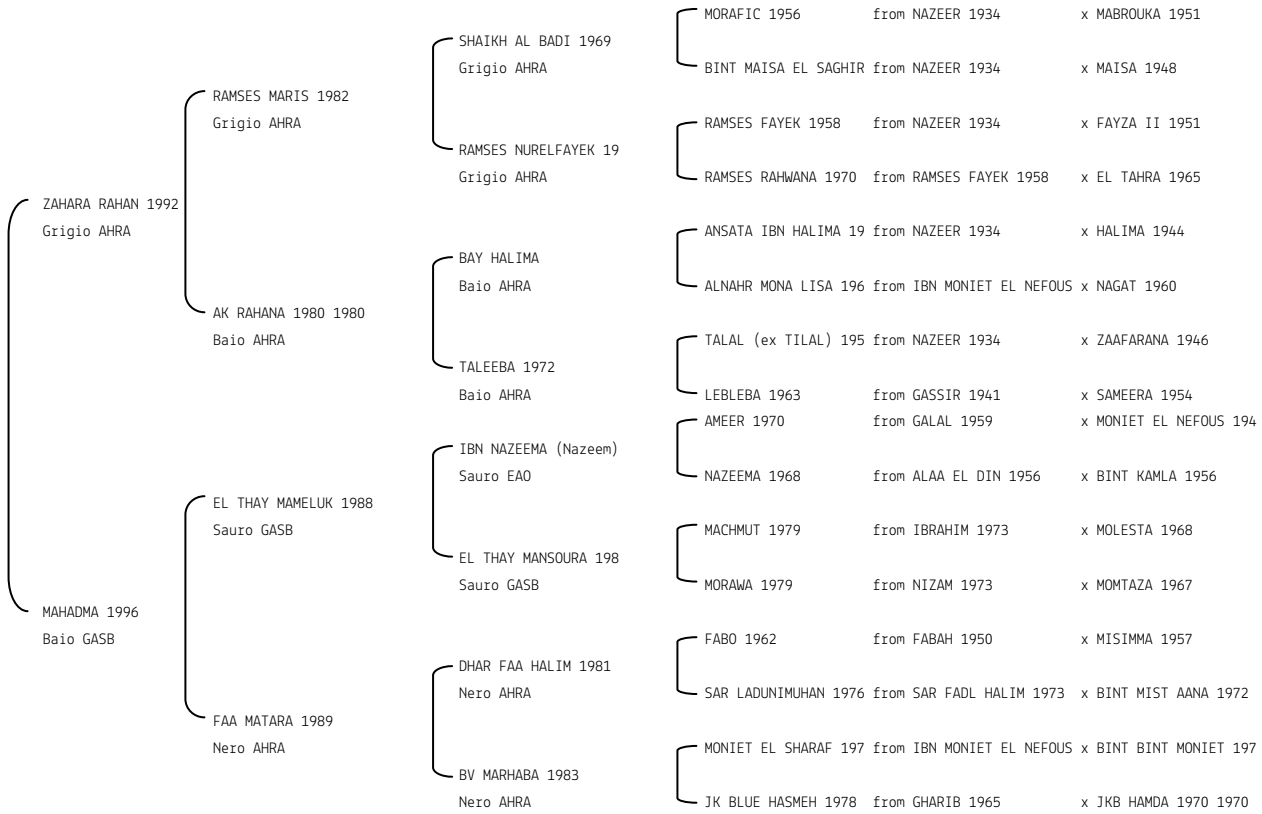 MORAFIC 1956 from NAZEER 1934 x MABROUKA 1951
SHAIKH AL BADI 1969
Grigio AHRA BINT MAISA EL SAGHIR from NAZEER 1934 x MAISA 1948
RAMSES MARIS 1982
Grigio AHRA RAMSES FAYEK 1958 from NAZEER 1934 x FAYZA II 1951
RAMSES NURELFAYEK 19
Grigio AHRA RAMSES RAHWANA 1970 from RAMSES FAYEK 1958 x EL TAHRA 1965
ZAHARA RAHAN 1992
Grigio AHRA ANSATA IBN HALIMA 19 from NAZEER 1934 x HALIMA 1944
BAY HALIMA
Baio AHRA ALNAHR MONA LISA 196 from IBN MONIET EL NEFOUS x NAGAT 1960
AK RAHANA 1980 1980
Baio AHRA TALAL (ex TILAL) 195 from NAZEER 1934 x ZAAFARANA 1946
TALEEBA 1972
Baio AHRA LEBLEBA 1963 from GASSIR 1941 x SAMEERA 1954
AMEER 1970 from GALAL 1959 x MONIET EL NEFOUS 194
IBN NAZEEMA (Nazeem)
Sauro EAO NAZEEMA 1968 from ALAA EL DIN 1956 x BINT KAMLA 1956
EL THAY MAMELUK 1988
Sauro GASB MACHMUT 1979 from IBRAHIM 1973 x MOLESTA 1968
EL THAY MANSOURA 198
Sauro GASB MORAWA 1979 from NIZAM 1973 x MOMTAZA 1967
MAHADMA 1996
Baio GASB FABO 1962 from FABAH 1950 x MISIMMA 1957
DHAR FAA HALIM 1981
Nero AHRA SAR LADUNIMUHAN 1976 from SAR FADL HALIM 1973 x BINT MIST AANA 1972
FAA MATARA 1989
Nero AHRA MONIET EL SHARAF 197 from IBN MONIET EL NEFOUS x BINT BINT MONIET 197
BV MARHABA 1983
Nero AHRA JK BLUE HASMEH 1978 from GHARIB 1965 x JKB HAMDA 1970 1970